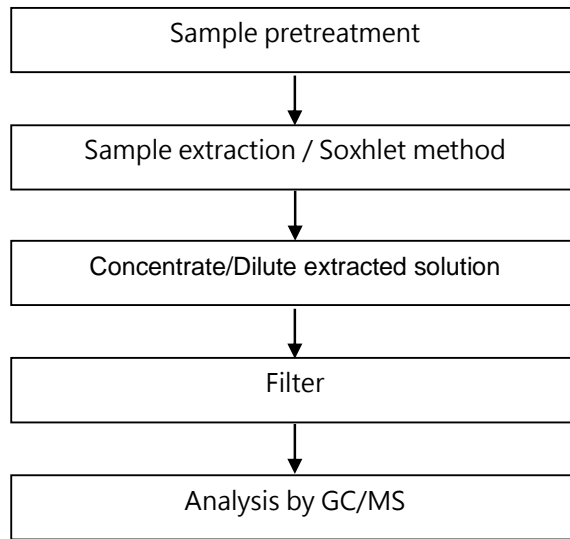 Sample pretreatment
Sample extraction / Soxhlet method
Concentrate/Dilute extracted solution
Filter
Analysis by GC/MS